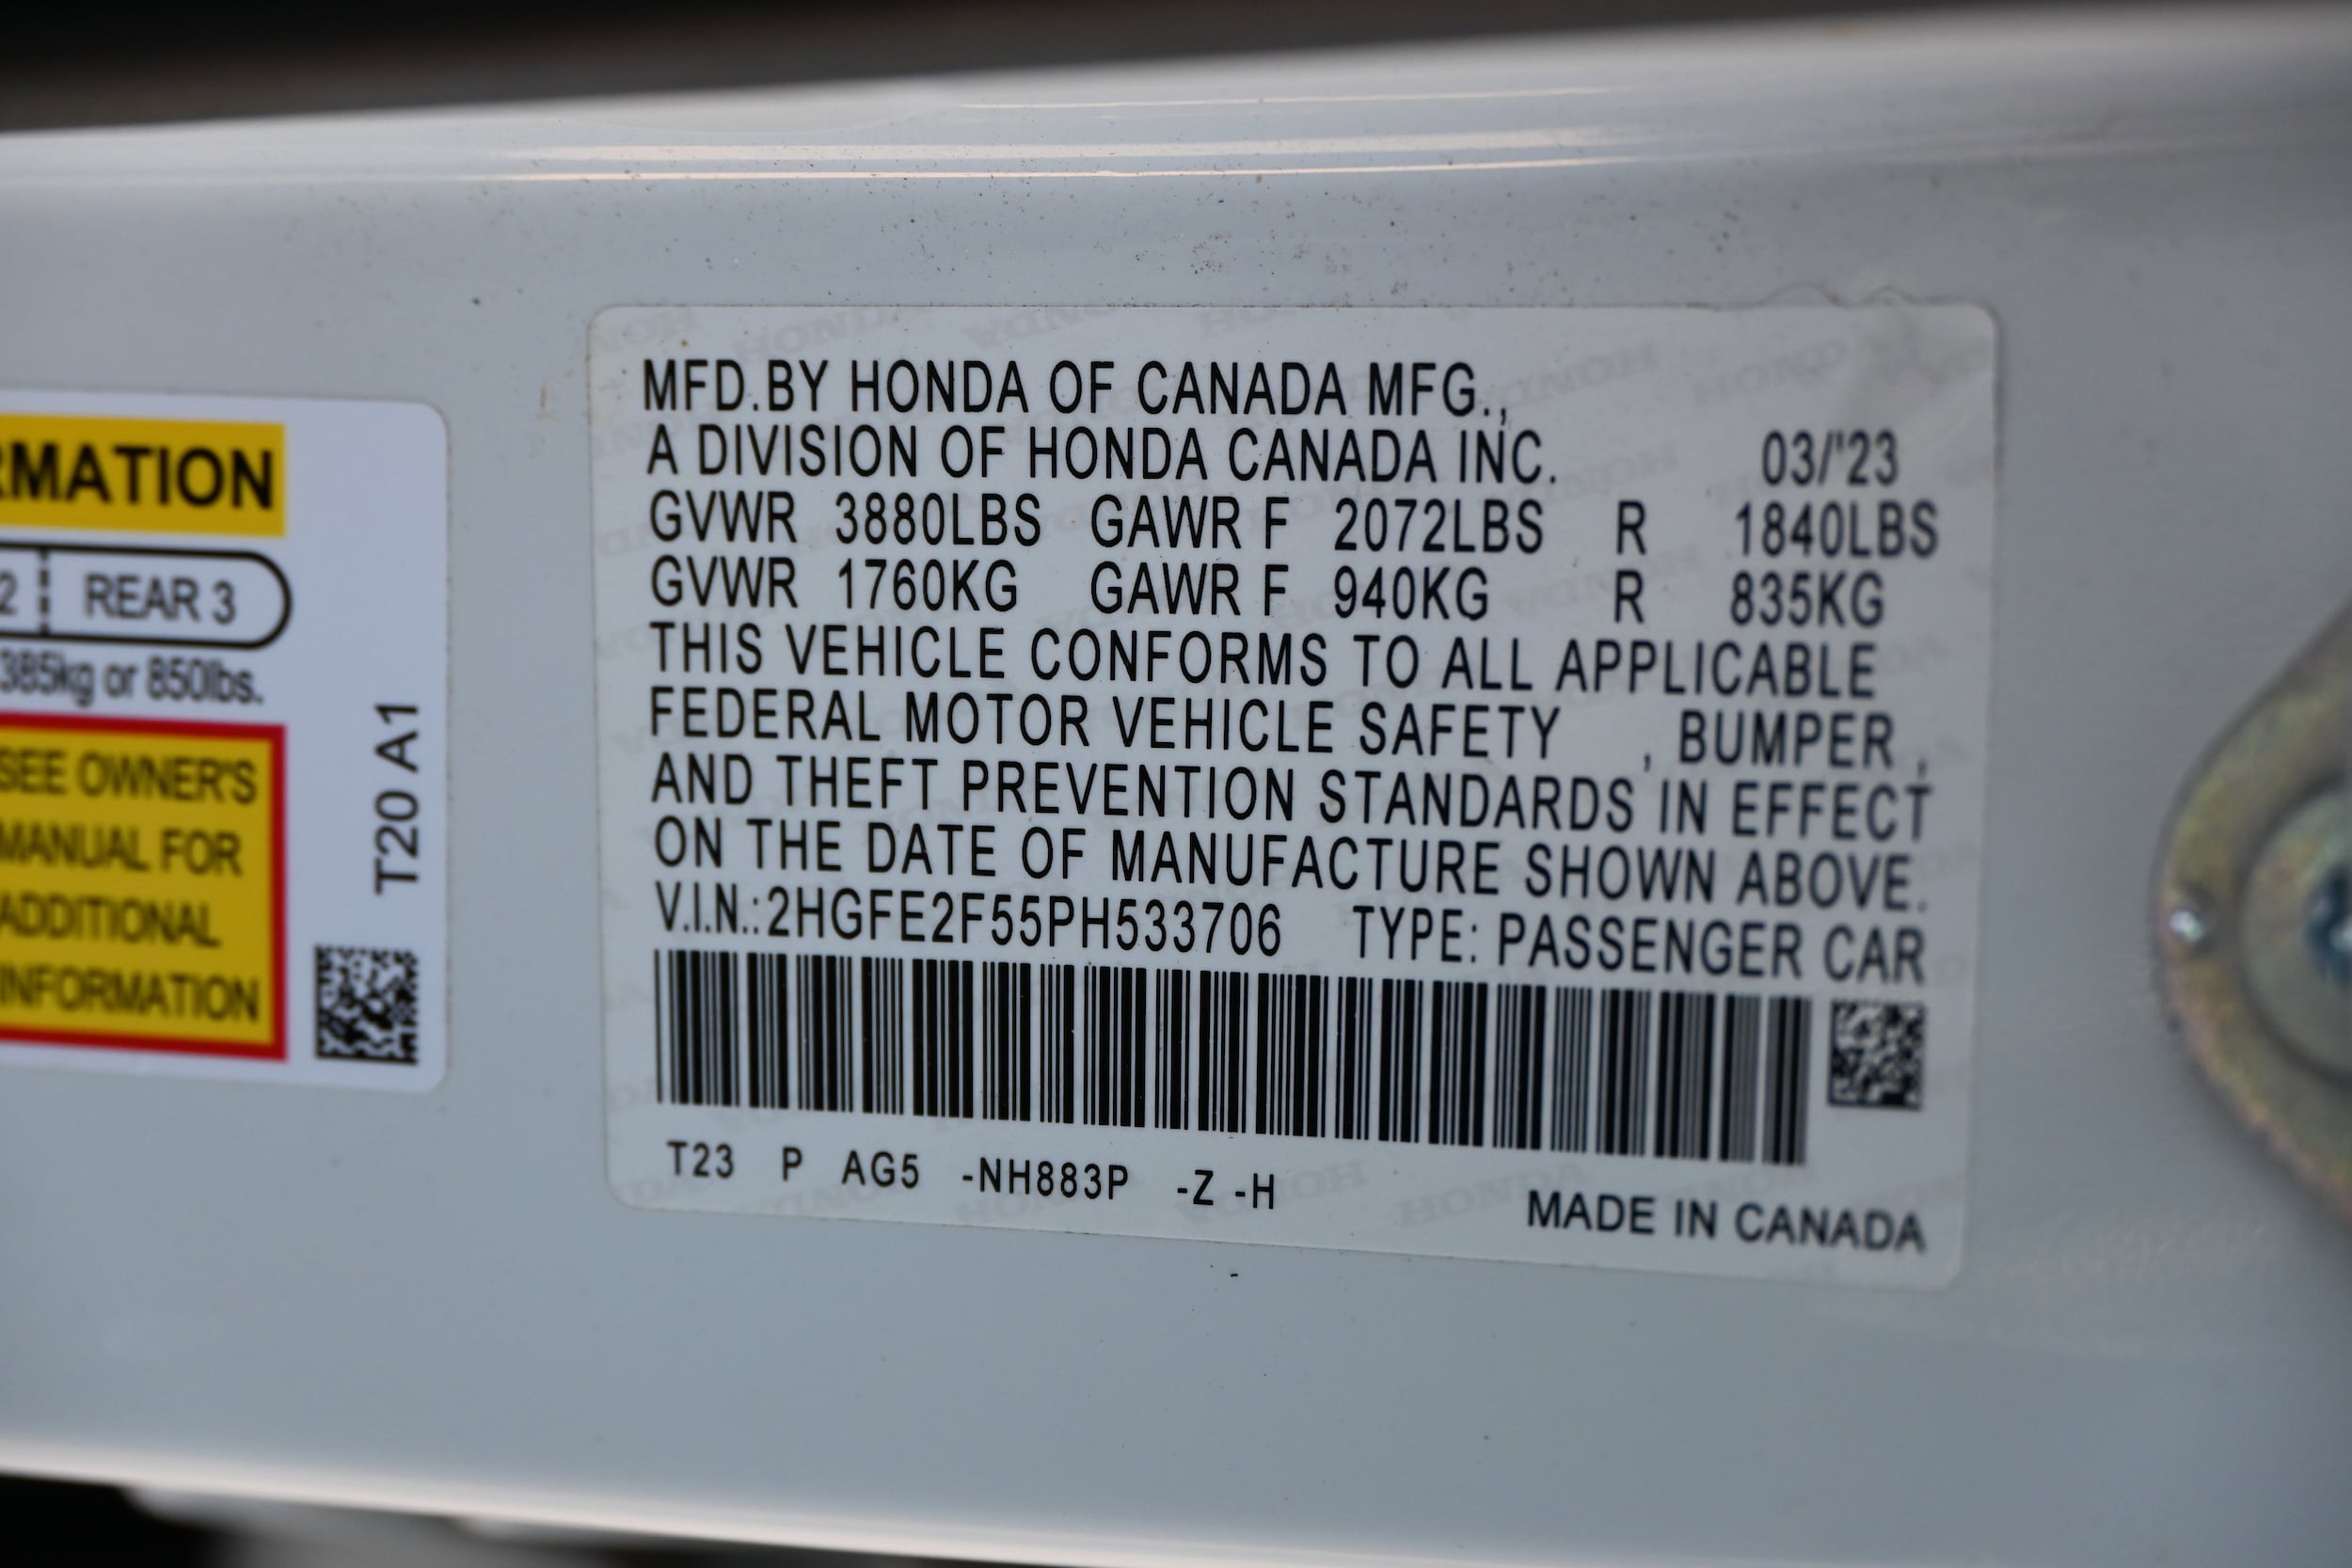 RMATION
2 REAR 3
385kg or 850lbs.
SEE OWNER'S
MANUAL FOR
ADDITIONAL
INFORMATION
T20 A1
MFD.BY HONDA OF CANADA MFG.,
A DIVISION OF HONDA CANADA INC. 03/'23
GVWR 3880LBS GAWR F 2072LBS R 1840LBS
GVWR 1760KG GAWR F 940KG R 835KG
THIS VEHICLE CONFORMS TO ALL APPLICABLE
FEDERAL MOTOR VEHICLE SAFETY , BUMPER ,
AND THEFT PREVENTION STANDARDS IN EFFECT
ON THE DATE OF MANUFACTURE SHOWN ABOVE.
V.I.N.:2HGFE2F55PH533706 TYPE: PASSENGER CAR
T23 P AG5 -NH883P -Z -H
MADE IN CANADA